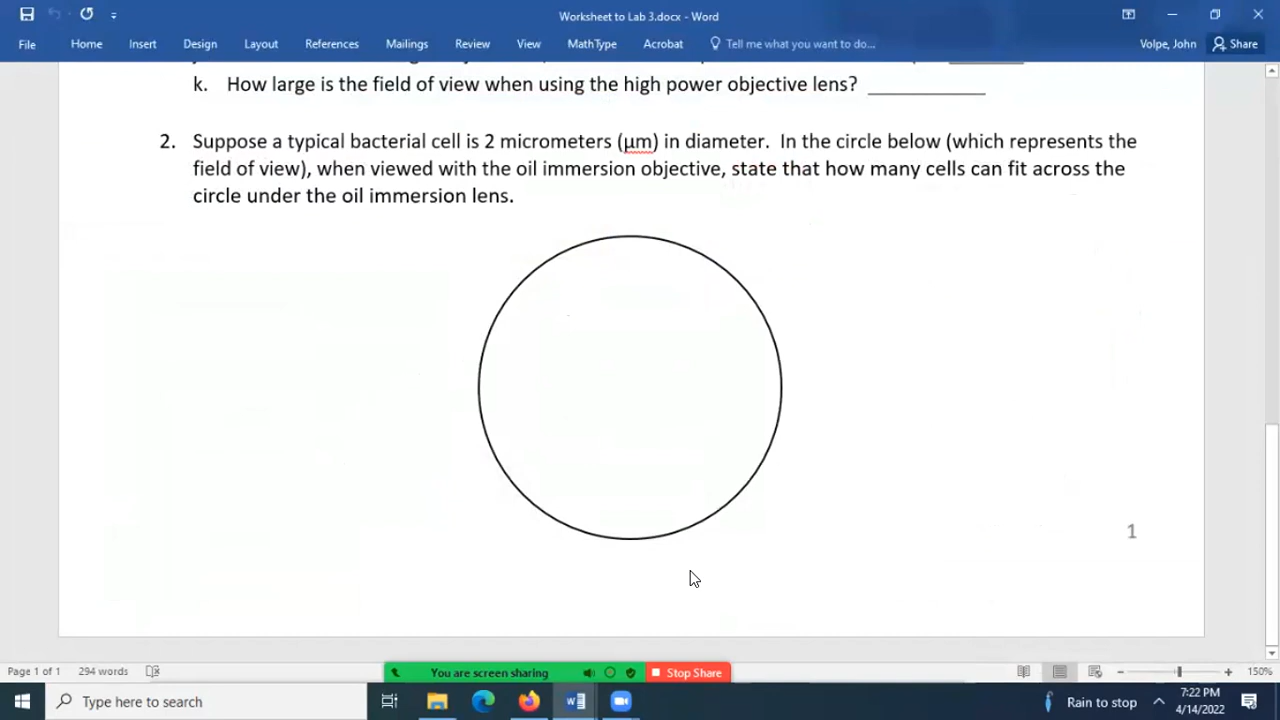 Worksheet to Lab 3.docx - Word
File Home Insert Design Layout References Mailings Review View MathType Acrobat Tell me what you want to do... Volpe, John Share
k. How large is the field of view when using the high power objective lens? ____________
2. Suppose a typical bacterial cell is 2 micrometers (µm) in diameter. In the circle below (which represents the
field of view), when viewed with the oil immersion objective, state that how many cells can fit across the
circle under the oil immersion lens.
1
Page 1 of 1 294 words 150%
You are screen sharing Stop Share
Type here to search Rain to stop 7:22 PM
4/14/2022